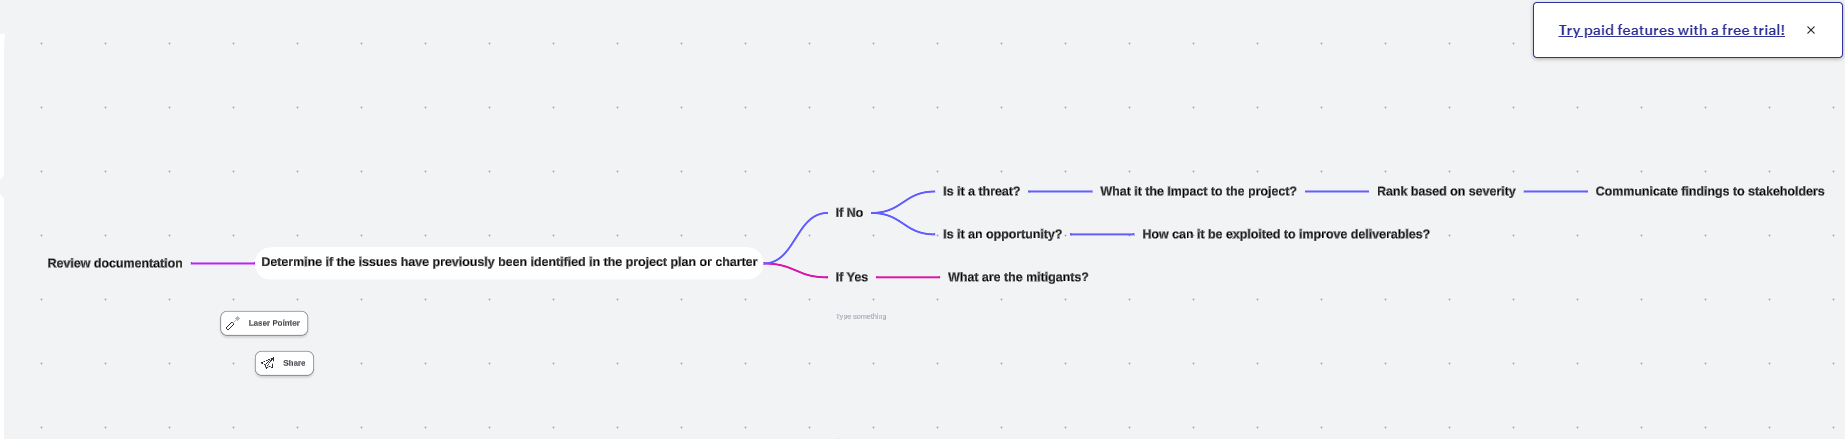 Try paid features with a free trial!
Is it a threat? What it the Impact to the project? Rank based on severity Communicate findings to stakeholders
If No
Is it an opportunity? How can it be exploited to improve deliverables?
Review documentation Determine if the issues have previously been identified in the project plan or charter
If Yes What are the mitigants?
Type something
Laser Pointer
Share